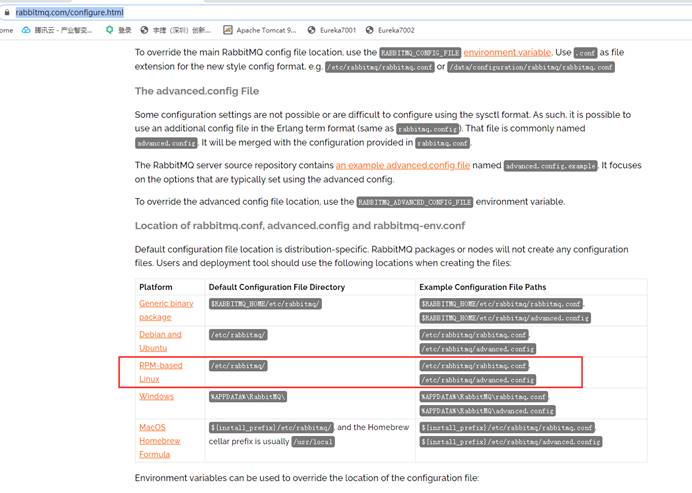 rabbitmq.com/configure.html
ome 腾讯云 - 产业智变... 登录 宇捷（深圳）创新... Apache Tomcat 9... Eureka7001 Eureka7002
To override the main RabbitMQ config file location, use the RABBITMQ_CONFIG_FILE environment variable. Use .conf as file
extension for the new style config format, e.g. /etc/rabbitmq/rabbitmq.conf or /data/configuration/rabbitmq/rabbitmq.conf
The advanced.config File
Some configuration settings are not possible or are difficult to configure using the sysctl format. As such, it is possible to
use an additional config file in the Erlang term format (same as rabbitmq.config). That file is commonly named
advanced.config. It will be merged with the configuration provided in rabbitmq.conf.
The RabbitMQ server source repository contains an example advanced.config file named advanced.config.example. It focuses
on the options that are typically set using the advanced config.
To override the advanced config file location, use the RABBITMQ_ADVANCED_CONFIG_FILE environment variable.
Location of rabbitmq.conf, advanced.config and rabbitmq-env.conf
Default configuration file location is distribution-specific. RabbitMQ packages or nodes will not create any configuration
files. Users and deployment tool should use the following locations when creating the files:
Platform Default Configuration File Directory Example Configuration File Paths
Generic binary $RABBITMQ_HOME/etc/rabbitmq/ $RABBITMQ_HOME/etc/rabbitmq/rabbitmq.conf,
package $RABBITMQ_HOME/etc/rabbitmq/advanced.config
Debian and /etc/rabbitmq/ /etc/rabbitmq/rabbitmq.conf,
Ubuntu /etc/rabbitmq/advanced.config
RPM-based /etc/rabbitmq/ /etc/rabbitmq/rabbitmq.conf,
Linux /etc/rabbitmq/advanced.config
Windows %APPDATA%\RabbitMQ\ %APPDATA%\RabbitMQ\rabbitmq.conf,
%APPDATA%\RabbitMQ\advanced.config
MacOS ${install_prefix}/etc/rabbitmq/, and the Homebrew ${install_prefix}/etc/rabbitmq/rabbitmq.conf,
Homebrew cellar prefix is usually /usr/local ${install_prefix}/etc/rabbitmq/advanced.config
Formula
Environment variables can be used to override the location of the configuration file: